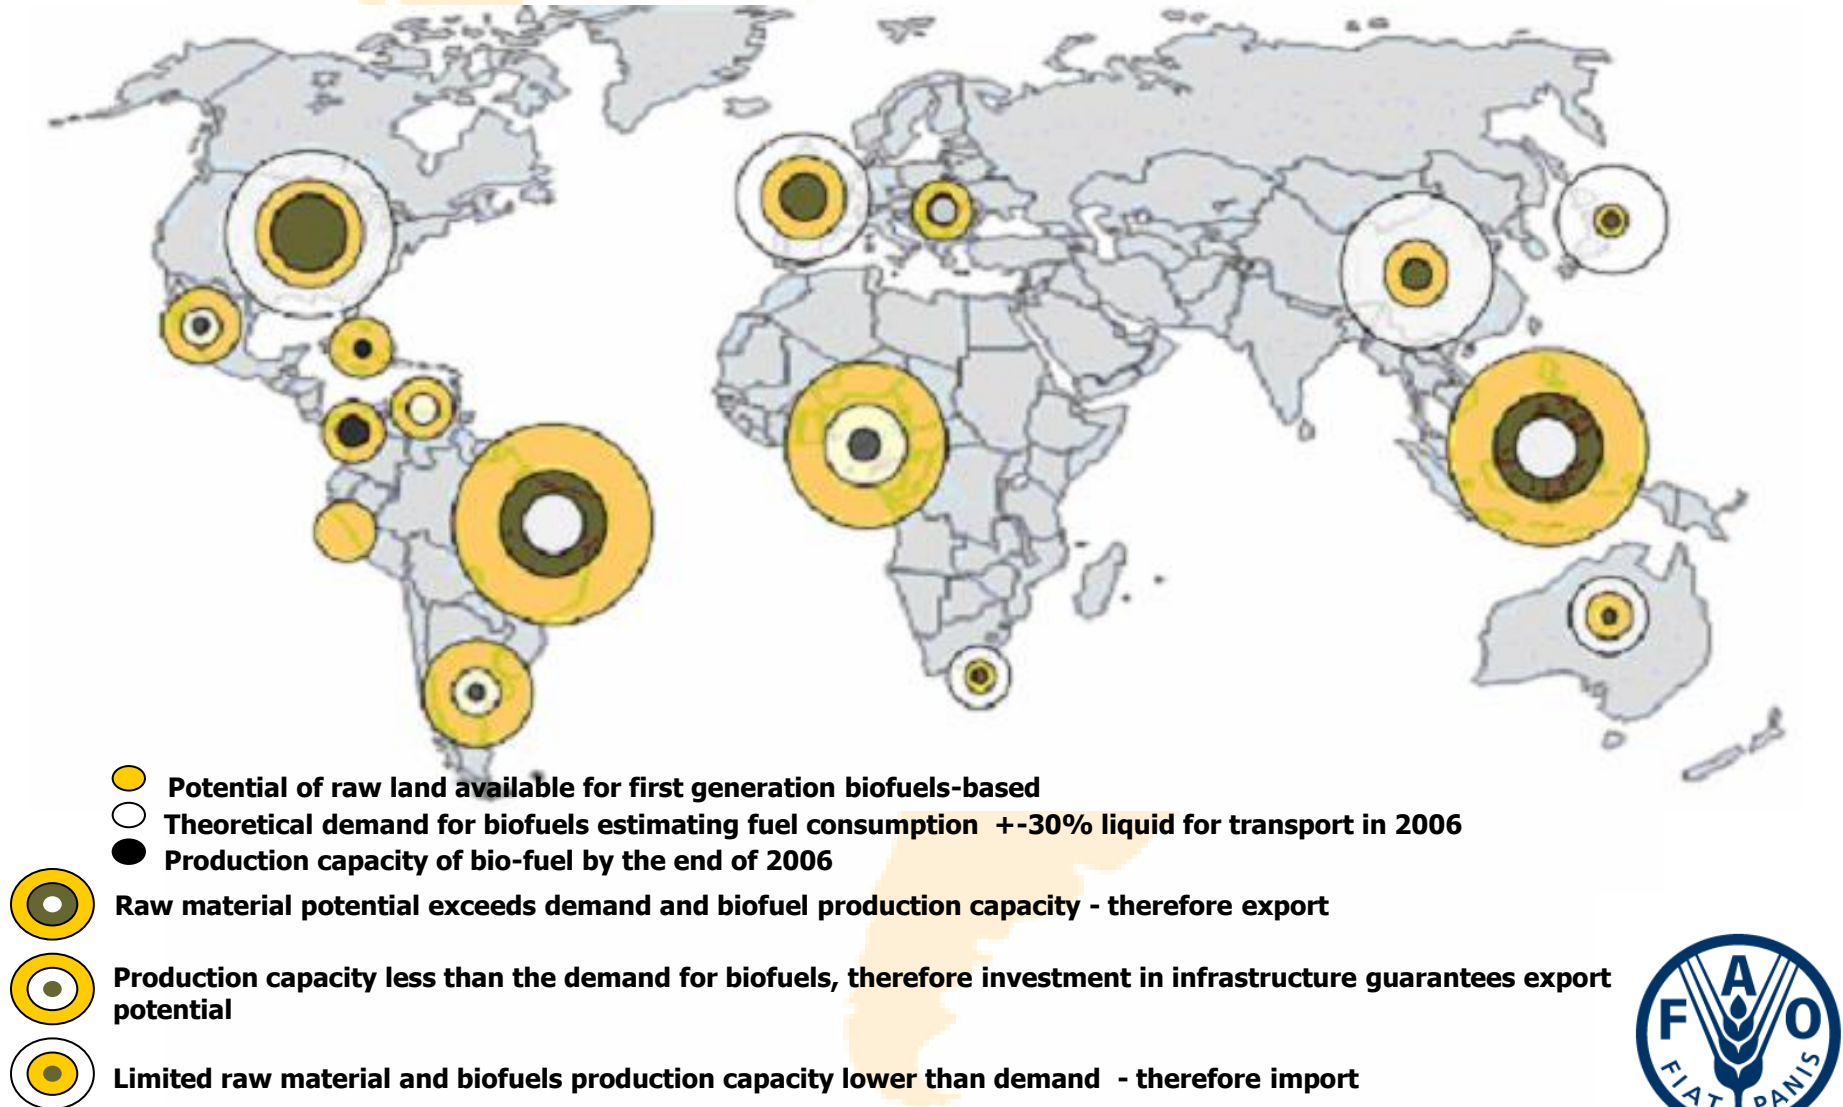 Potential of raw land available for first generation biofuels-based
Theoretical demand for biofuels estimating fuel consumption +-30% liquid for transport in 2006
Production capacity of bio-fuel by the end of 2006
Raw material potential exceeds demand and biofuel production capacity - therefore export
Production capacity less than the demand for biofuels, therefore investment in infrastructure guarantees export
potential
Limited raw material and biofuels production capacity lower than demand - therefore import
F A O
FIAT PANIS